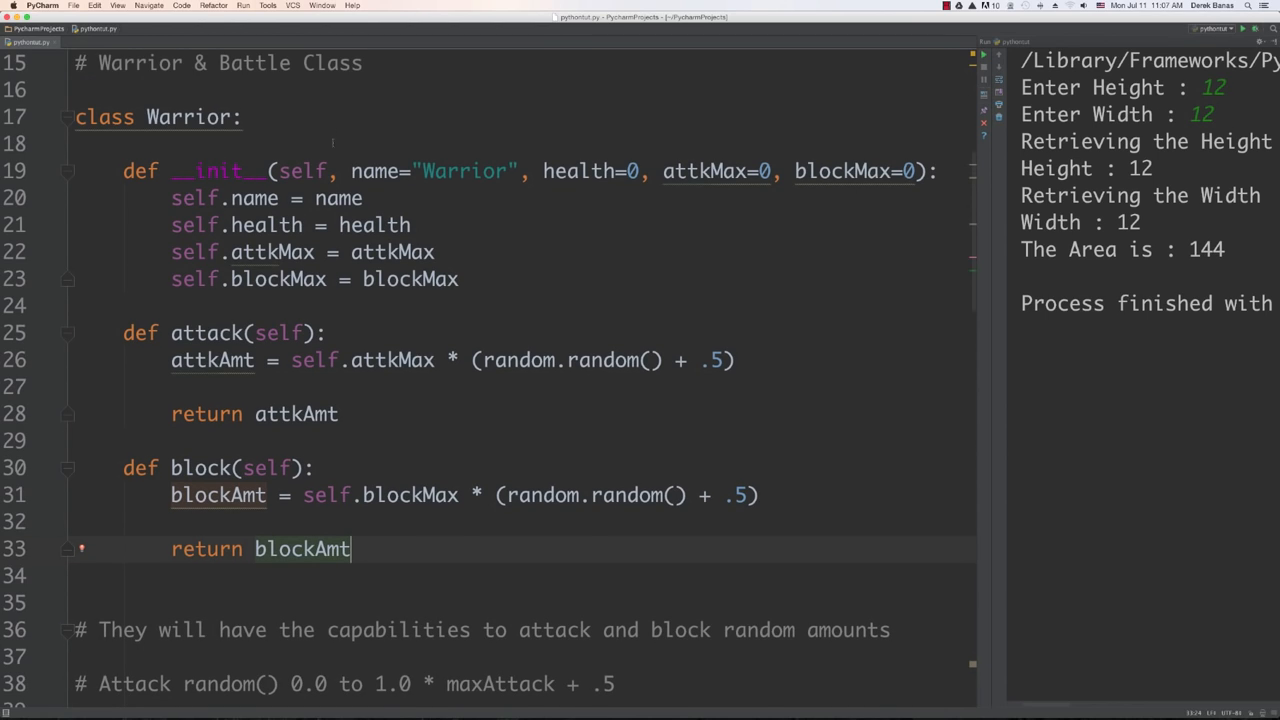 PyCharm File Edit View Navigate Code Refactor Run Tools VCS Window Help
10
Mon Jul 11 11:07 AM Derek Banas
pythontut.py - PycharmProjects - [~/PycharmProjects]
PycharmProjects pythontut.py
pythontut
pythontut.py
Run: pythontut
15 # Warrior & Battle Class
16
17 class Warrior:
18
19 def __init__(self, name="Warrior", health=0, attkMax=0, blockMax=0):
20 self.name = name
21 self.health = health
22 self.attkMax = attkMax
23 self.blockMax = blockMax
24
25 def attack(self):
26 attkAmt = self.attkMax * (random.random() + .5)
27
28 return attkAmt
29
30 def block(self):
31 blockAmt = self.blockMax * (random.random() + .5)
32
33 return blockAmt
34
35
36 # They will have the capabilities to attack and block random amounts
37
38 # Attack random() 0.0 to 1.0 * maxAttack + .5
/Library/Frameworks/Py
Enter Height : 12
Enter Width : 12
Retrieving the Height
Height : 12
Retrieving the Width
Width : 12
The Area is : 144
Process finished with
33:24 LF÷ UTF-8÷